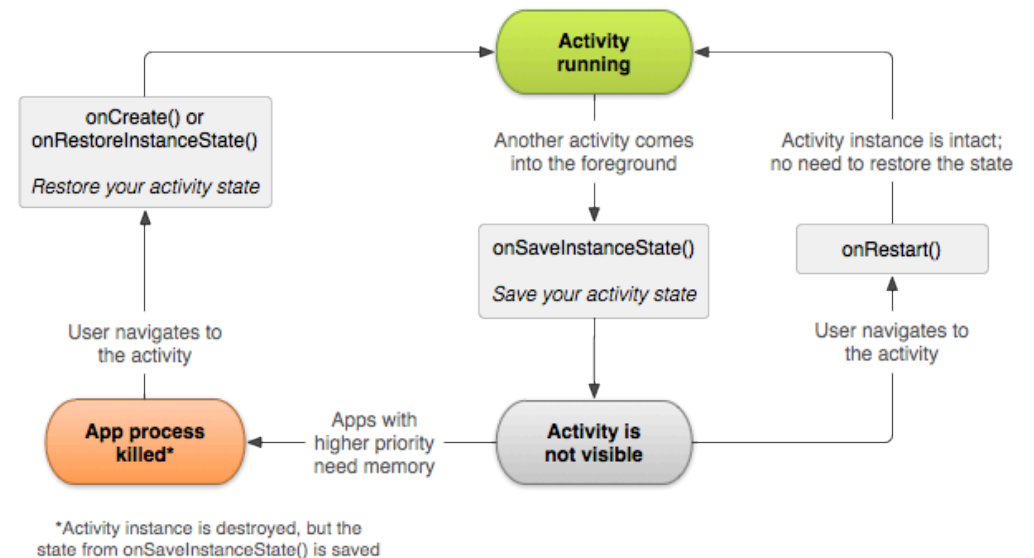 Activity
running
onCreate() or
onRestoreInstanceState()
Restore your activity state
Another activity comes
into the foreground
Activity instance is intact;
no need to restore the state
onSaveInstanceState()
Save your activity state
onRestart()
User navigates to
the activity
User navigates to
the activity
App process
killed*
Apps with
higher priority
need memory
Activity is
not visible
*Activity instance is destroyed, but the
state from onSaveInstanceState() is saved